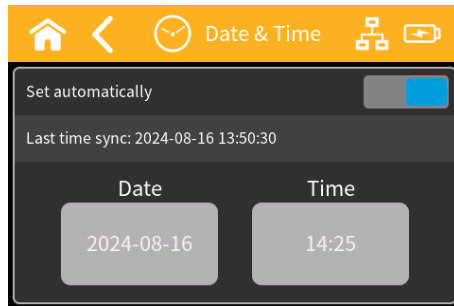 Date & Time
Set automatically
Last time sync: 2024-08-16 13:50:30
Date Time
2024-08-16 14:25